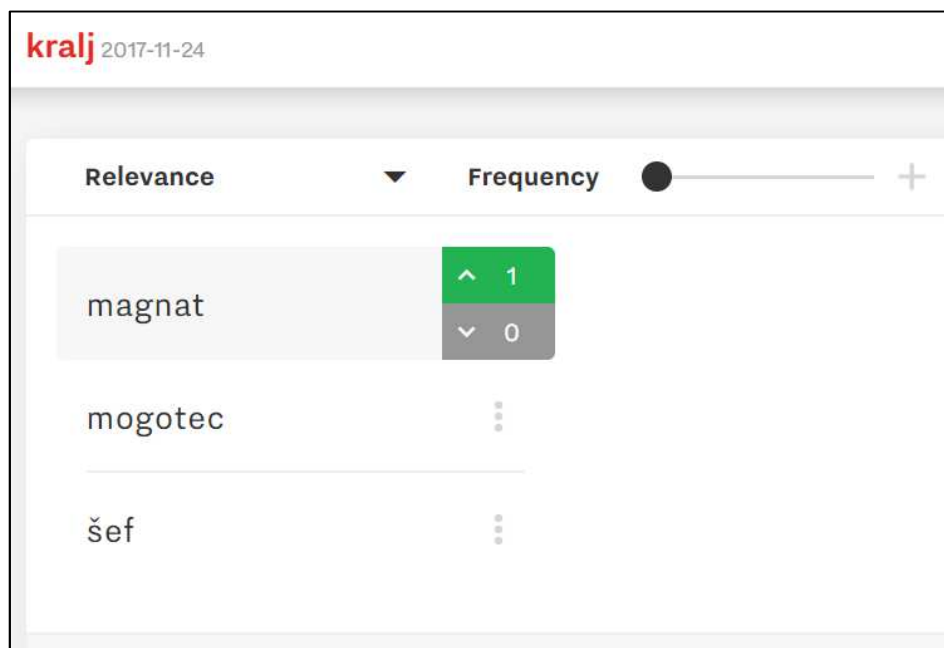 kralj 2017-11-24
Relevance Frequency
magnat 1
0
mogotec
šef